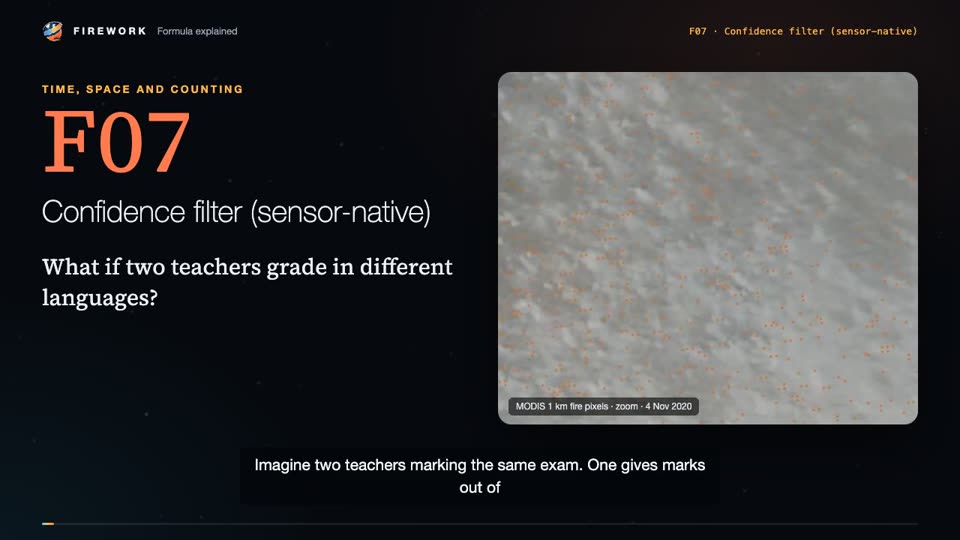 FIREWORK Formula explained
F07 · Confidence filter (sensor-native)
TIME, SPACE AND COUNTING
F07
Confidence filter (sensor-native)
What if two teachers grade in different
languages?
MODIS 1 km fire pixels · zoom · 4 Nov 2020
Imagine two teachers marking the same exam. One gives marks
out of